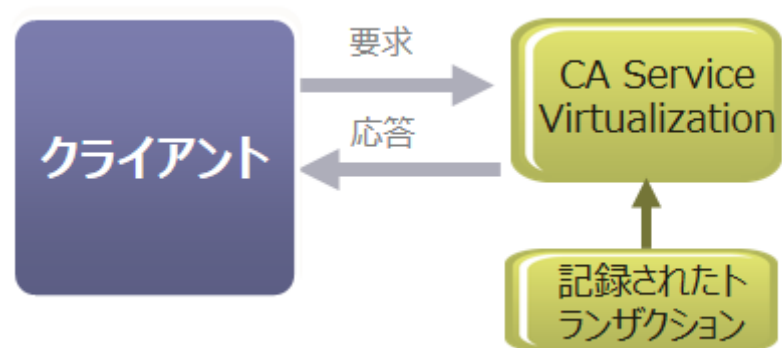 要求
CA Service
Virtualization
クライアント
応答
記録されたト
ランザクション